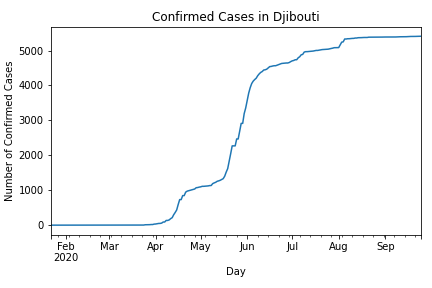 Confirmed Cases in Djibouti
Number of Confirmed Cases
5000
4000
3000
2000
1000
0
Feb Mar Apr May Jun Jul Aug Sep
2020
Day